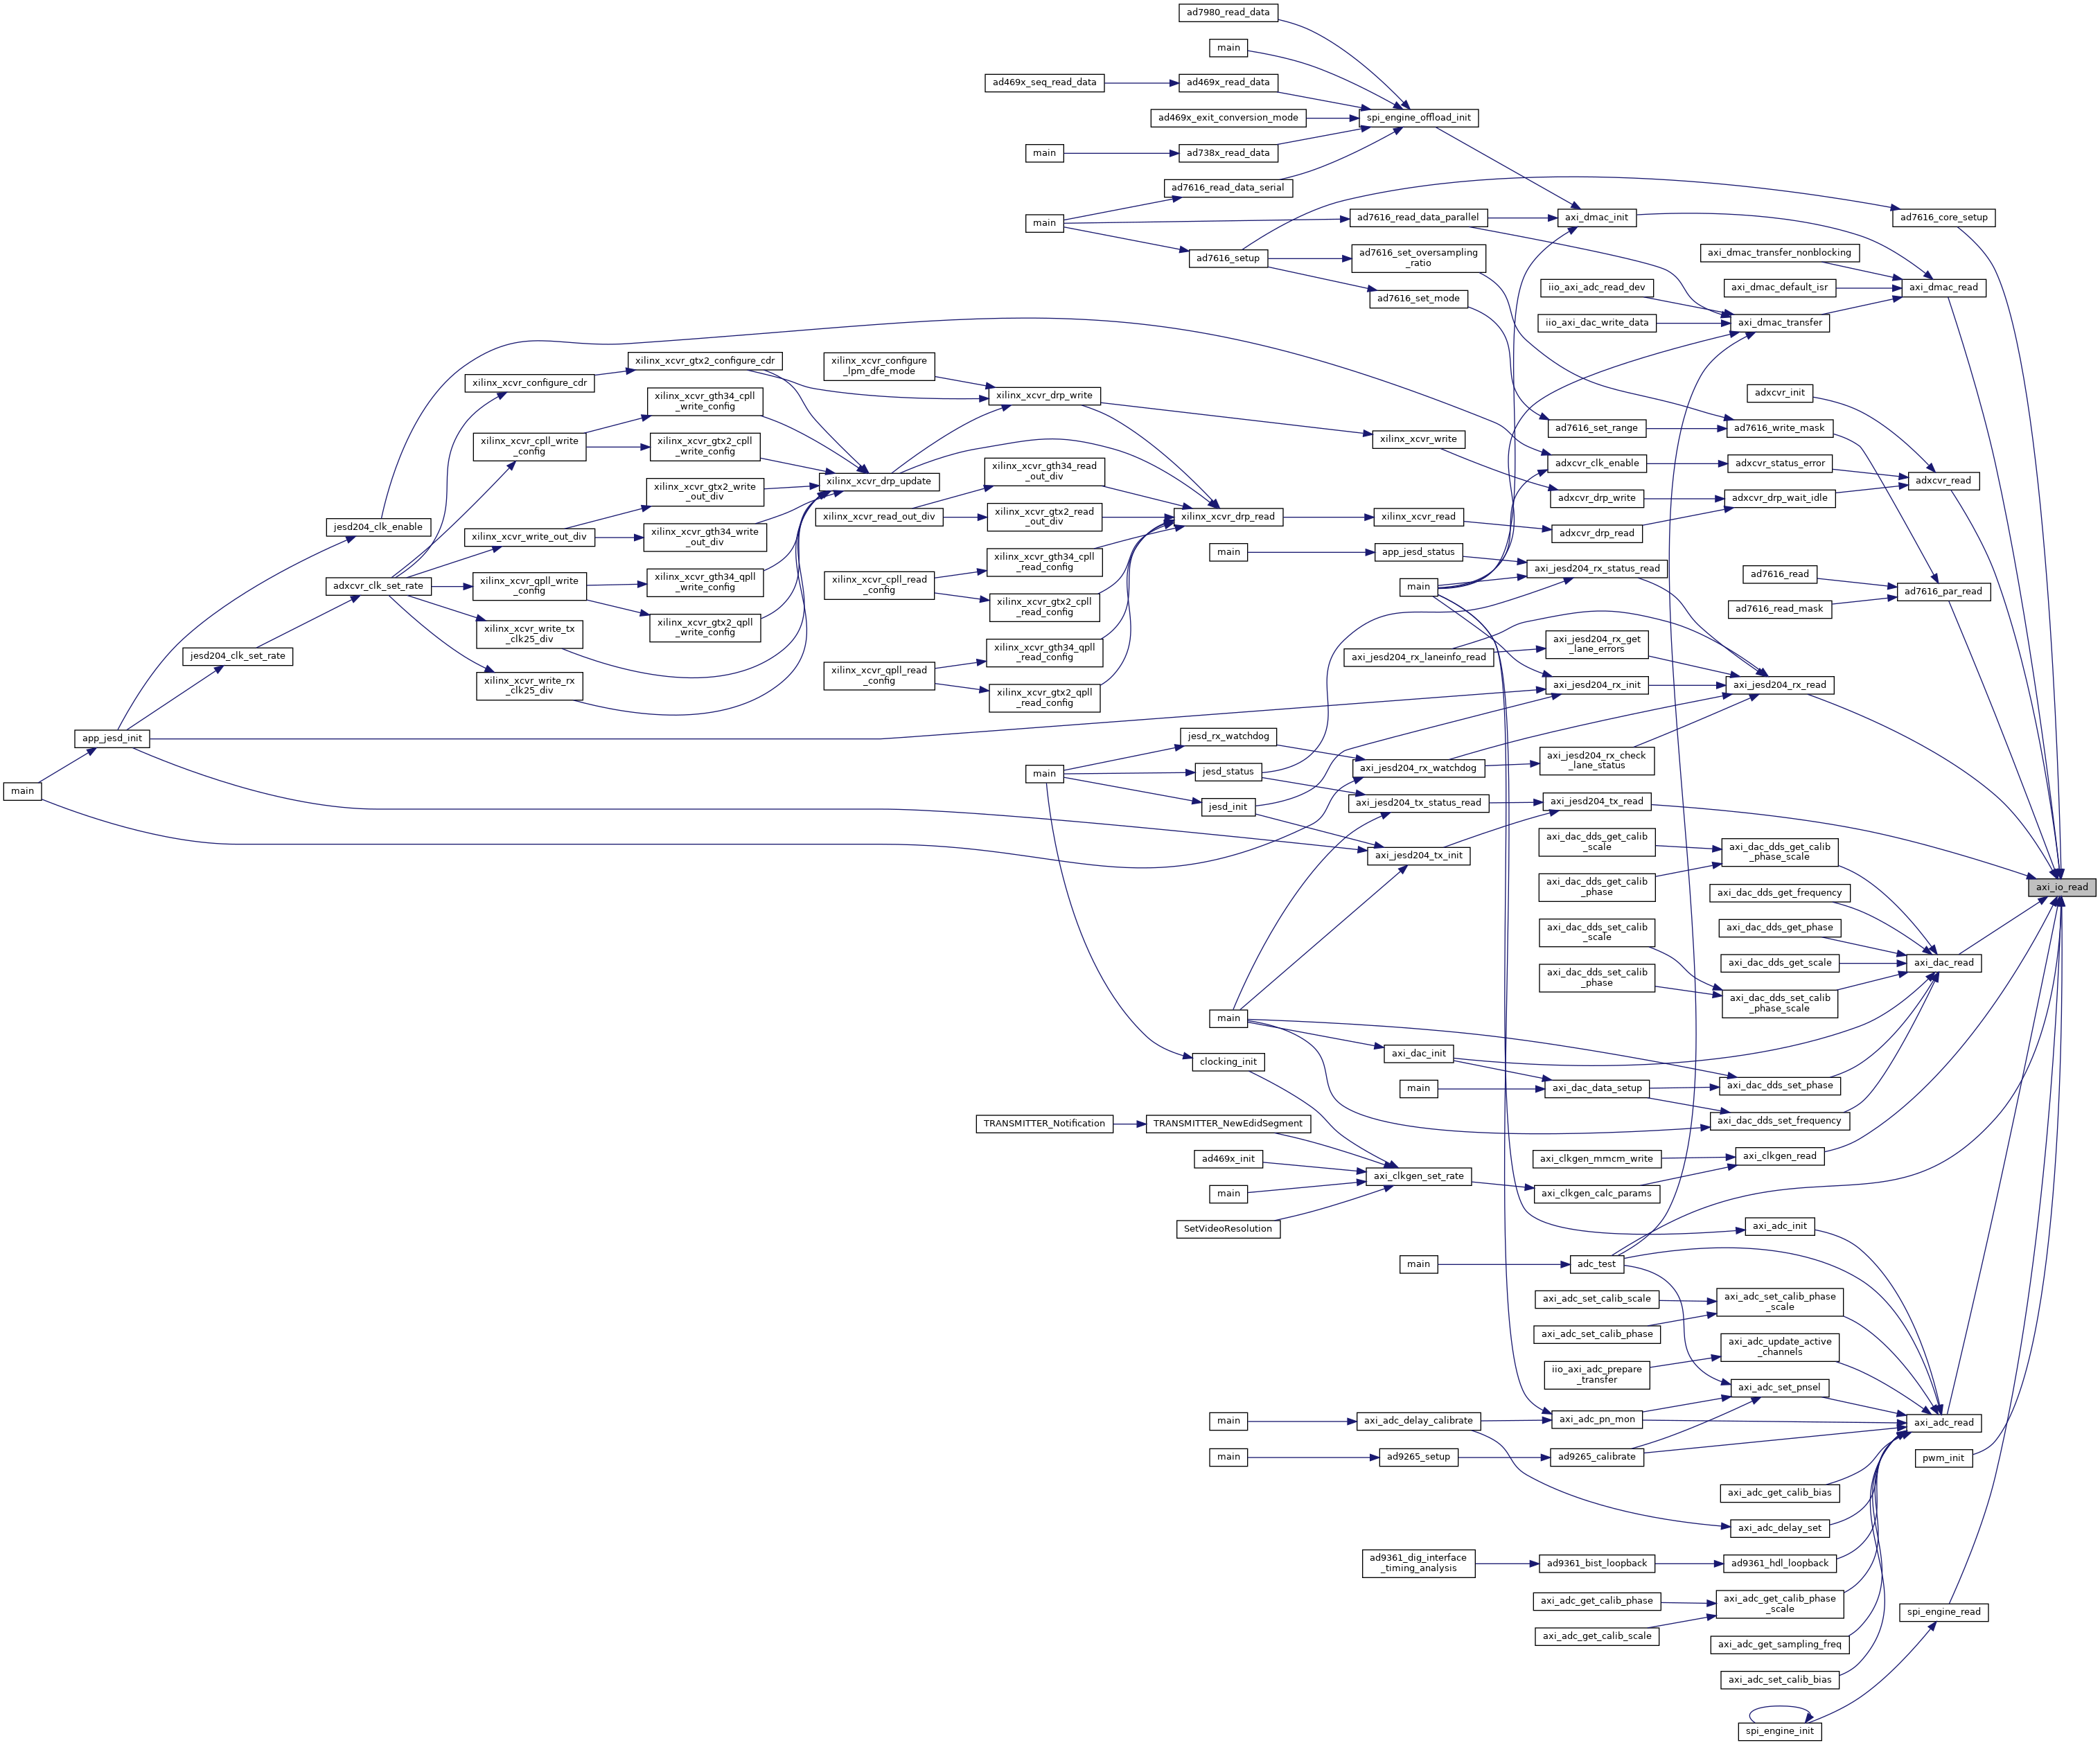 ad7980_read_data
main
ad469x_seq_read_data
ad469x_read_data
ad469x_exit_conversion_mode
spi_engine_offload_init
main
ad738x_read_data
ad7616_read_data_serial
main
ad7616_read_data_parallel
axi_dmac_init
ad7616_core_setup
ad7616_setup
ad7616_set_oversampling
_ratio
axi_dmac_transfer_nonblocking
ad7616_set_mode
iio_axi_adc_read_dev
axi_dmac_default_isr
axi_dmac_read
iio_axi_dac_write_data
axi_dmac_transfer
xilinx_xcvr_gtx2_configure_cdr
xilinx_xcvr_configure
_lpm_dfe_mode
xilinx_xcvr_configure_cdr
xilinx_xcvr_drp_write
adxcvr_init
xilinx_xcvr_gth34_cpll
_write_config
xilinx_xcvr_cpll_write
_config
xilinx_xcvr_gtx2_cpll
_write_config
xilinx_xcvr_write
ad7616_set_range
ad7616_write_mask
adxcvr_clk_enable
adxcvr_status_error
adxcvr_read
xilinx_xcvr_drp_update
xilinx_xcvr_gth34_read
_out_div
xilinx_xcvr_gtx2_write
_out_div
adxcvr_drp_write
adxcvr_drp_wait_idle
jesd204_clk_enable
xilinx_xcvr_write_out_div
xilinx_xcvr_gth34_write
_out_div
xilinx_xcvr_read_out_div
xilinx_xcvr_gtx2_read
_out_div
xilinx_xcvr_drp_read
xilinx_xcvr_read
adxcvr_drp_read
main
app_jesd_status
xilinx_xcvr_gth34_cpll
_read_config
axi_jesd204_rx_status_read
adxcvr_clk_set_rate
xilinx_xcvr_qpll_write
_config
xilinx_xcvr_gth34_qpll
_write_config
xilinx_xcvr_cpll_read
_config
main
ad7616_read
ad7616_par_read
xilinx_xcvr_gtx2_cpll
_read_config
ad7616_read_mask
xilinx_xcvr_write_tx
_clk25_div
xilinx_xcvr_gtx2_qpll
_write_config
jesd204_clk_set_rate
xilinx_xcvr_gth34_qpll
_read_config
axi_jesd204_rx_laneinfo_read
axi_jesd204_rx_get
_lane_errors
xilinx_xcvr_write_rx
_clk25_div
xilinx_xcvr_qpll_read
_config
xilinx_xcvr_gtx2_qpll
_read_config
axi_jesd204_rx_init
axi_jesd204_rx_read
app_jesd_init
jesd_rx_watchdog
main
main
jesd_status
axi_jesd204_rx_watchdog
axi_jesd204_rx_check
_lane_status
jesd_init
axi_jesd204_tx_status_read
axi_jesd204_tx_read
axi_jesd204_tx_init
axi_dac_dds_get_calib
_scale
axi_dac_dds_get_calib
_phase_scale
axi_dac_dds_get_calib
_phase
axi_dac_dds_get_frequency
axi_io_read
axi_dac_dds_set_calib
_scale
axi_dac_dds_get_phase
axi_dac_dds_get_scale
axi_dac_read
axi_dac_dds_set_calib
_phase
axi_dac_dds_set_calib
_phase_scale
main
clocking_init
axi_dac_init
main
axi_dac_data_setup
axi_dac_dds_set_phase
TRANSMITTER_Notification
TRANSMITTER_NewEdidSegment
axi_dac_dds_set_frequency
ad469x_init
axi_clkgen_mmcm_write
axi_clkgen_read
axi_clkgen_set_rate
main
axi_clkgen_calc_params
SetVideoResolution
axi_adc_init
main
adc_test
axi_adc_set_calib_scale
axi_adc_set_calib_phase
_scale
axi_adc_set_calib_phase
axi_adc_update_active
_channels
iio_axi_adc_prepare
_transfer
axi_adc_set_pnsel
main
axi_adc_delay_calibrate
axi_adc_pn_mon
axi_adc_read
main
ad9265_setup
ad9265_calibrate
pwm_init
axi_adc_get_calib_bias
axi_adc_delay_set
ad9361_dig_interface
_timing_analysis
ad9361_bist_loopback
ad9361_hdl_loopback
axi_adc_get_calib_phase
axi_adc_get_calib_phase
_scale
spi_engine_read
axi_adc_get_calib_scale
axi_adc_get_sampling_freq
axi_adc_set_calib_bias
spi_engine_init